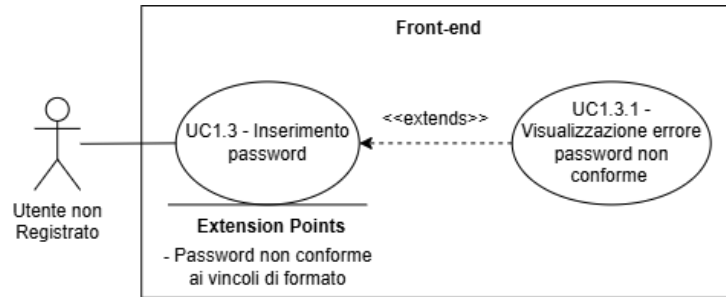 Front-end
UC1.3 - Inserimento
password
<<extends>>
UC1.3.1 -
Visualizzazione errore
password non
conforme
Utente non
Registrato
Extension Points
- Password non conforme
ai vincoli di formato